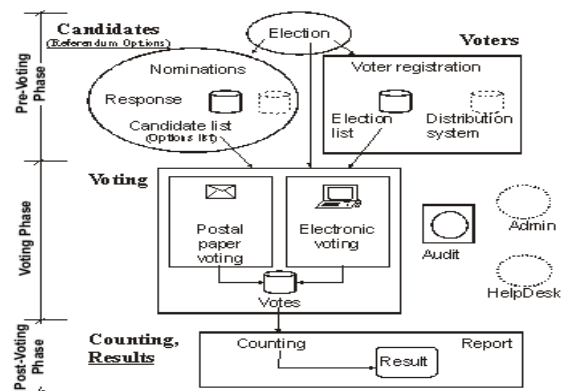 Candidates
(Referendum Options)
Election
Voters
Pre-Voting
Phase
Nominations
Response
Candidate list
(Options list)
Voter registration
Election
list
Distribution
system
Voting Phase
Voting
Postal
paper
voting
Electronic
voting
Votes
Audit
Admin
HelpDesk
Post-Voting
Phase
Counting,
Results
Counting
Report
Result